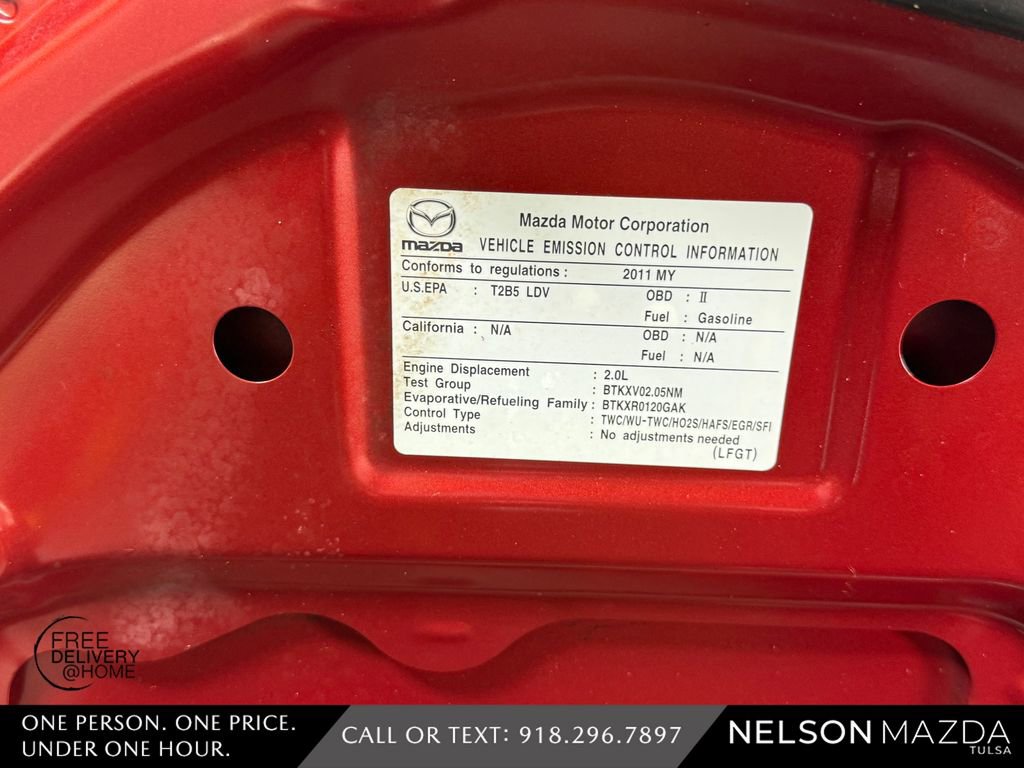 mazda
Mazda Motor Corporation
VEHICLE EMISSION CONTROL INFORMATION
Conforms to regulations : 2011 MY
U.S.EPA : T2B5 LDV OBD : II
Fuel : Gasoline
California : N/A OBD : N/A
Fuel : N/A
Engine Displacement : 2.0L
Test Group : BTKXV02.05NM
Evaporative/Refueling Family : BTKXR0120GAK
Control Type : TWC/WU-TWC/HO2S/HAFS/EGR/SFI
Adjustments : No adjustments needed
(LFGT)
FREE
DELIVERY
@HOME
ONE PERSON. ONE PRICE.
UNDER ONE HOUR.
CALL OR TEXT: 918.296.7897
NELSON MAZDA
TULSA